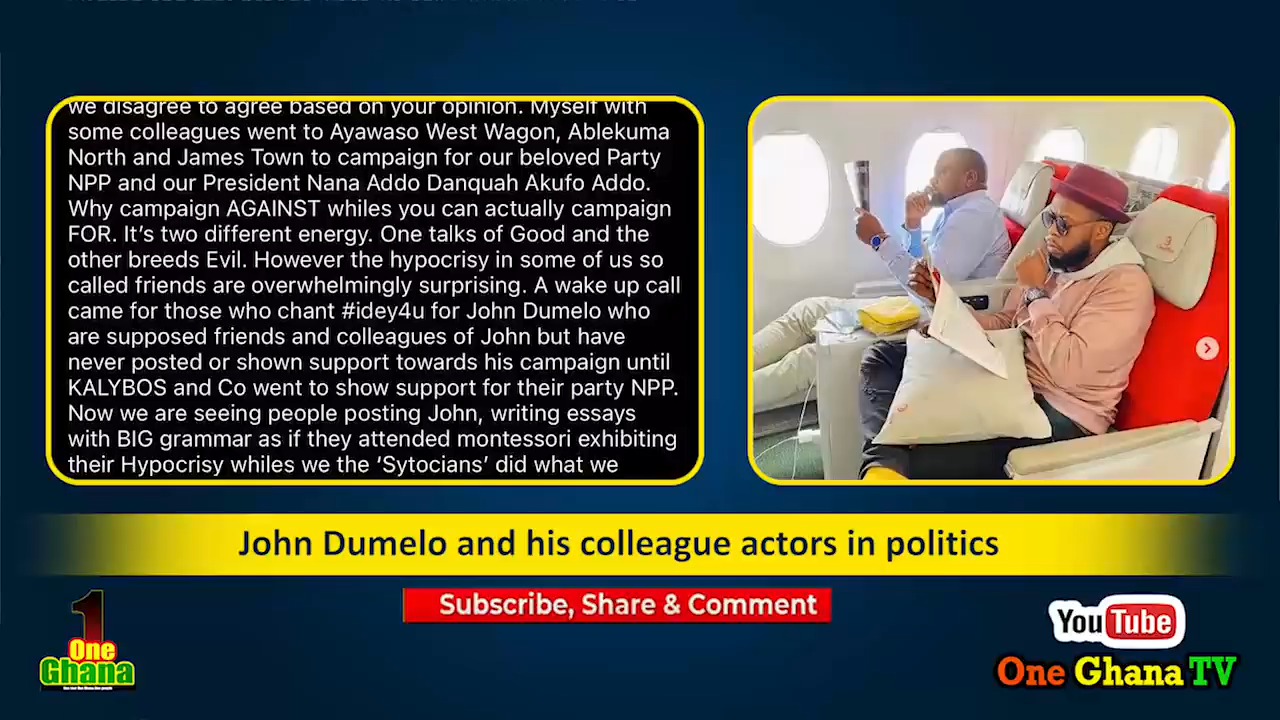 we disagree to agree based on your opinion. Myself with
some colleagues went to Ayawaso West Wagon, Ablekuma
North and James Town to campaign for our beloved Party
NPP and our President Nana Addo Danquah Akufo Addo.
Why campaign AGAINST whiles you can actually campaign
FOR. It’s two different energy. One talks of Good and the
other breeds Evil. However the hypocrisy in some of us so
called friends are overwhelmingly surprising. A wake up call
came for those who chant #idey4u for John Dumelo who
are supposed friends and colleagues of John but have
never posted or shown support towards his campaign until
KALYBOS and Co went to show support for their party NPP.
Now we are seeing people posting John, writing essays
with BIG grammar as if they attended montessori exhibiting
their Hypocrisy whiles we the ‘Sytocians’ did what we
John Dumelo and his colleague actors in politics
Subscribe, Share & Comment
1
One
Ghana
YouTube
One Ghana TV